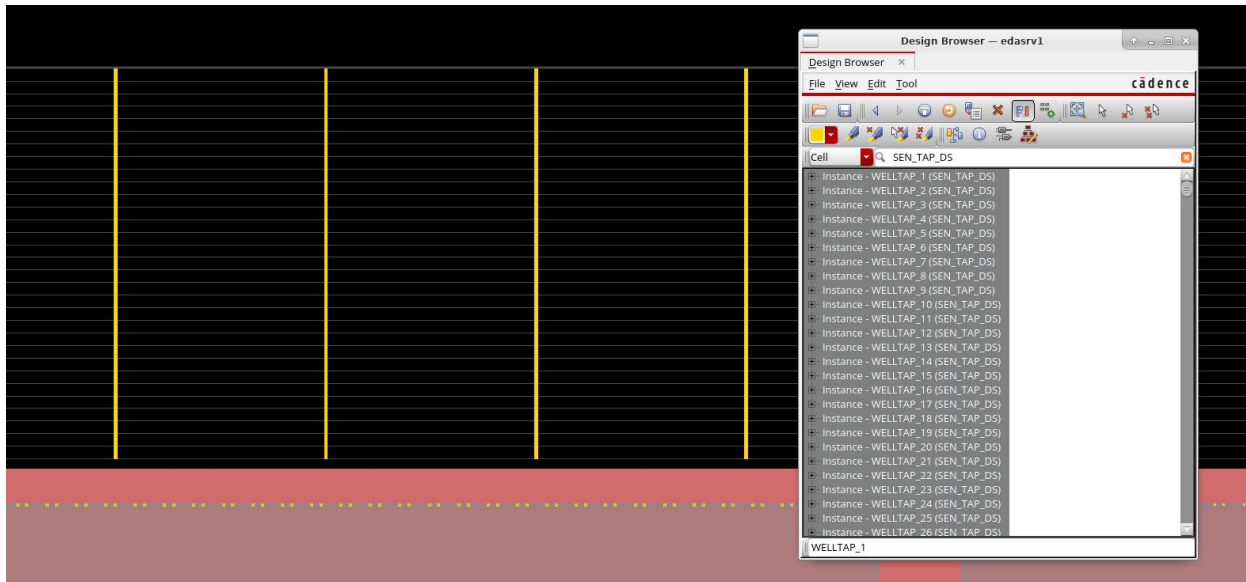 Design Browser — edasrv1
Design Browser
File View Edit Tool
cādence
Cell
SEN_TAP_DS
Instance - WELLTAP_1 (SEN_TAP_DS)
Instance - WELLTAP_2 (SEN_TAP_DS)
Instance - WELLTAP_3 (SEN_TAP_DS)
Instance - WELLTAP_4 (SEN_TAP_DS)
Instance - WELLTAP_5 (SEN_TAP_DS)
Instance - WELLTAP_6 (SEN_TAP_DS)
Instance - WELLTAP_7 (SEN_TAP_DS)
Instance - WELLTAP_8 (SEN_TAP_DS)
Instance - WELLTAP_9 (SEN_TAP_DS)
Instance - WELLTAP_10 (SEN_TAP_DS)
Instance - WELLTAP_11 (SEN_TAP_DS)
Instance - WELLTAP_12 (SEN_TAP_DS)
Instance - WELLTAP_13 (SEN_TAP_DS)
Instance - WELLTAP_14 (SEN_TAP_DS)
Instance - WELLTAP_15 (SEN_TAP_DS)
Instance - WELLTAP_16 (SEN_TAP_DS)
Instance - WELLTAP_17 (SEN_TAP_DS)
Instance - WELLTAP_18 (SEN_TAP_DS)
Instance - WELLTAP_19 (SEN_TAP_DS)
Instance - WELLTAP_20 (SEN_TAP_DS)
Instance - WELLTAP_21 (SEN_TAP_DS)
Instance - WELLTAP_22 (SEN_TAP_DS)
Instance - WELLTAP_23 (SEN_TAP_DS)
Instance - WELLTAP_24 (SEN_TAP_DS)
Instance - WELLTAP_25 (SEN_TAP_DS)
Instance - WELLTAP_26 (SEN_TAP_DS)
WELLTAP_1